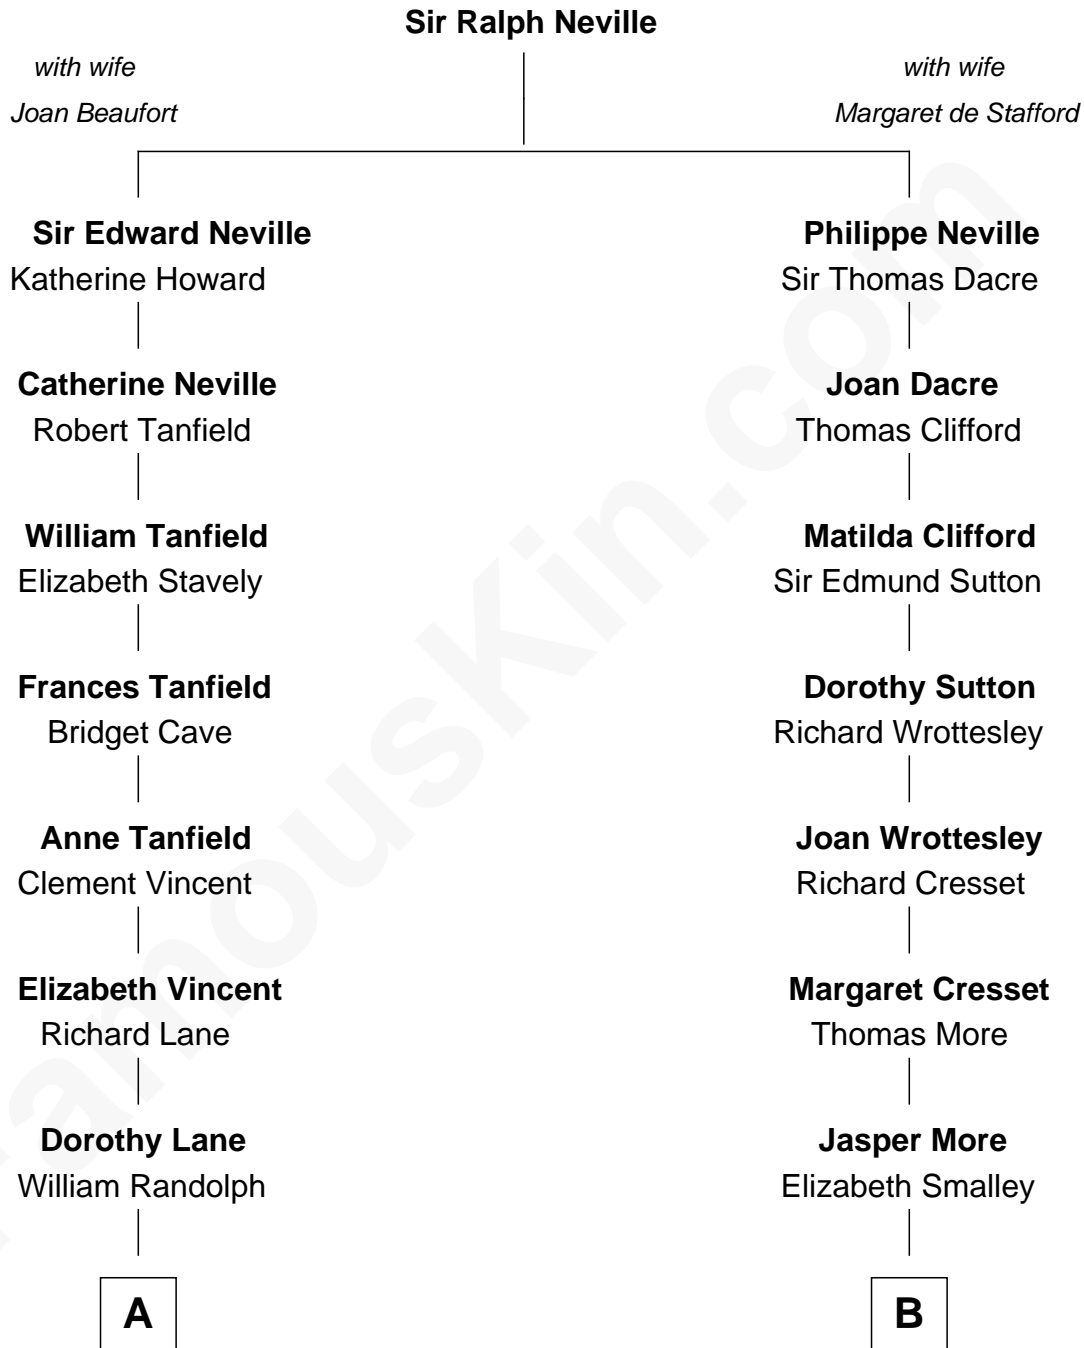 Sir Ralph Neville
with wife
Joan Beaufort
with wife
Margaret de Stafford
Sir Edward Neville
Katherine Howard
Philippe Neville
Sir Thomas Dacre
Catherine Neville
Robert Tanfield
Joan Dacre
Thomas Clifford
William Tanfield
Elizabeth Stavely
Matilda Clifford
Sir Edmund Sutton
Frances Tanfield
Bridget Cave
Dorothy Sutton
Richard Wrottesley
Anne Tanfield
Clement Vincent
Joan Wrottesley
Richard Cresset
Elizabeth Vincent
Richard Lane
Margaret Cresset
Thomas More
Dorothy Lane
William Randolph
Jasper More
Elizabeth Smalley
A
B
FamousKin.com